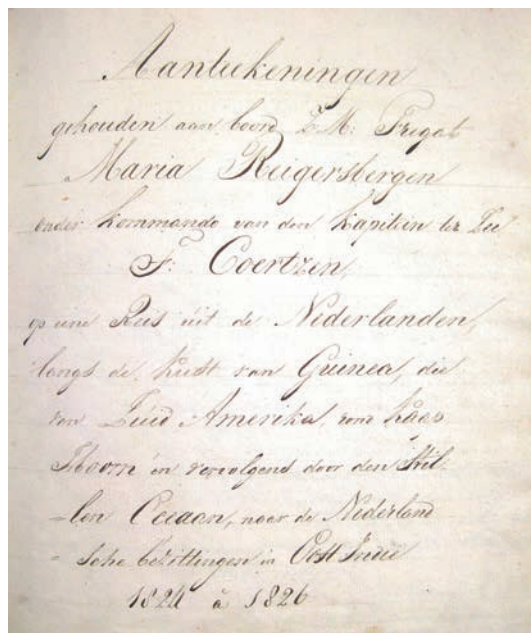 Aanteekeningen
gehouden aan boord Z. M: Fregat
Maria Reigersbergen
onder kommando van den Kapitein ter Zee
F: Coertzen,
op eene Reis uit de Nederlanden,
langs de kust van Guinea, die
van Zuid Amerika, om Kaap
Hoorn en vervolgend door den Stil-
-len Oceaan, naar de Nederland-
-sche bezittingen in Oost Indië
1824 à 1826